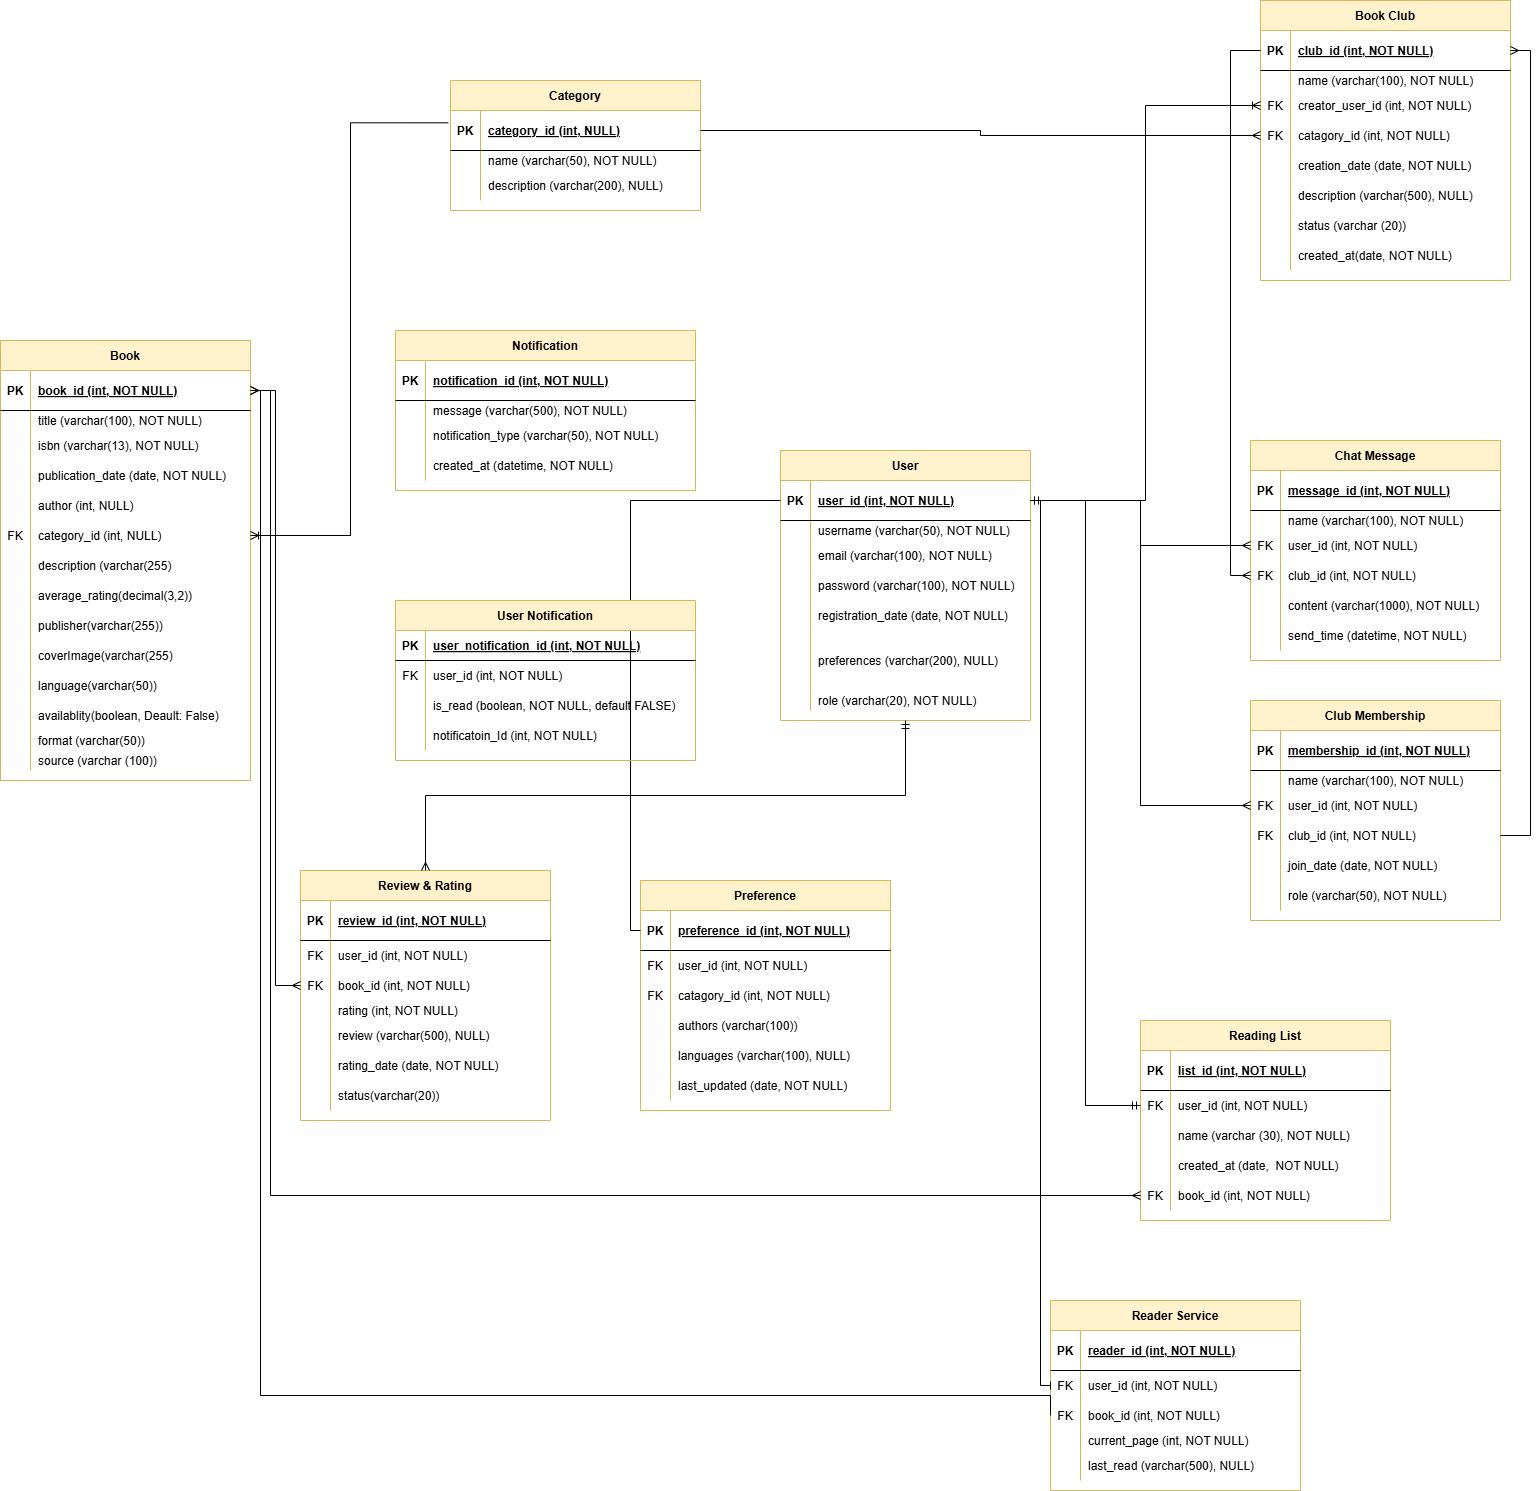 Book Club
PK club_id (int, NOT NULL)
name (varchar(100), NOT NULL)
FK creator_user_id (int, NOT NULL)
FK catagory_id (int, NOT NULL)
creation_date (date, NOT NULL)
description (varchar(500), NULL)
status (varchar (20))
created_at(date, NOT NULL)
Category
PK category_id (int, NULL)
name (varchar(50), NOT NULL)
description (varchar(200), NULL)
Notification
PK notification_id (int, NOT NULL)
message (varchar(500), NOT NULL)
notification_type (varchar(50), NOT NULL)
created_at (datetime, NOT NULL)
Book
PK book_id (int, NOT NULL)
title (varchar(100), NOT NULL)
isbn (varchar(13), NOT NULL)
publication_date (date, NOT NULL)
author (int, NULL)
FK category_id (int, NULL)
description (varchar(255)
average_rating(decimal(3,2))
publisher(varchar(255))
coverImage(varchar(255)
language(varchar(50))
availablity(boolean, Deault: False)
format (varchar(50))
source (varchar (100))
User
PK user_id (int, NOT NULL)
username (varchar(50), NOT NULL)
email (varchar(100), NOT NULL)
password (varchar(100), NOT NULL)
registration_date (date, NOT NULL)
preferences (varchar(200), NULL)
role (varchar(20), NOT NULL)
Chat Message
PK message_id (int, NOT NULL)
name (varchar(100), NOT NULL)
FK user_id (int, NOT NULL)
FK club_id (int, NOT NULL)
content (varchar(1000), NOT NULL)
send_time (datetime, NOT NULL)
User Notification
PK user_notification_id (int, NOT NULL)
FK user_id (int, NOT NULL)
is_read (boolean, NOT NULL, default FALSE)
notificatoin_Id (int, NOT NULL)
Club Membership
PK membership_id (int, NOT NULL)
name (varchar(100), NOT NULL)
FK user_id (int, NOT NULL)
FK club_id (int, NOT NULL)
join_date (date, NOT NULL)
role (varchar(50), NOT NULL)
Review & Rating
PK review_id (int, NOT NULL)
FK user_id (int, NOT NULL)
FK book_id (int, NOT NULL)
rating (int, NOT NULL)
review (varchar(500), NULL)
rating_date (date, NOT NULL)
status(varchar(20))
Preference
PK preference_id (int, NOT NULL)
FK user_id (int, NOT NULL)
FK catagory_id (int, NOT NULL)
authors (varchar(100))
languages (varchar(100), NULL)
last_updated (date, NOT NULL)
Reading List
PK list_id (int, NOT NULL)
FK user_id (int, NOT NULL)
name (varchar (30), NOT NULL)
created_at (date, NOT NULL)
FK book_id (int, NOT NULL)
Reader Service
PK reader_id (int, NOT NULL)
FK user_id (int, NOT NULL)
FK book_id (int, NOT NULL)
current_page (int, NOT NULL)
last_read (varchar(500), NULL)